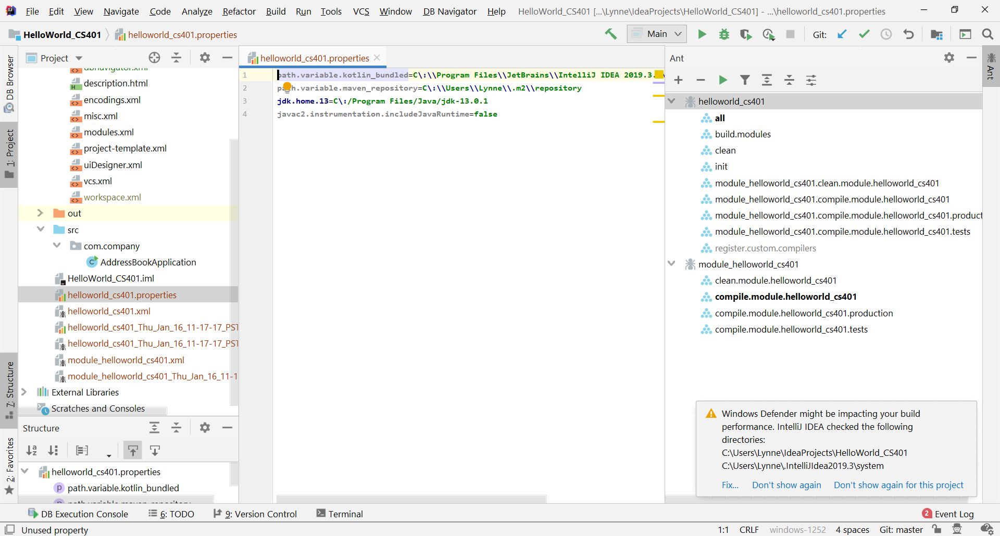 File Edit View Navigate Code Analyze Refactor Build Run Tools VCS Window DB Navigator Help HelloWorld_CS401 [...\Lynne\IdeaProjects\HelloWorld_CS401] - ...\helloworld_cs401.properties
HelloWorld_CS401 helloworld_cs401.properties Main Git:
Project
helloworld_cs401.properties
Ant
DB Browser
1: Project
7: Structure
2: Favorites
Ant
dbnavigator.xml
description.html
encodings.xml
misc.xml
modules.xml
project-template.xml
uiDesigner.xml
vcs.xml
workspace.xml
out
src
com.company
AddressBookApplication
HelloWorld_CS401.iml
helloworld_cs401.properties
helloworld_cs401.xml
helloworld_cs401_Thu_Jan_16_11-17-17_PST
helloworld_cs401_Thu_Jan_16_11-17-17_PST
module_helloworld_cs401.xml
module_helloworld_cs401_Thu_Jan_16_11-1
External Libraries
Scratches and Consoles
Structure
helloworld_cs401.properties
path.variable.kotlin_bundled
path.variable.maven_repository
1 path.variable.kotlin_bundled=C\:\\Program Files\\JetBrains\\IntelliJ IDEA 2019.3.
2 path.variable.maven_repository=C\:\\Users\\Lynne\\.m2\\repository
3 jdk.home.13=C\:/Program Files/Java/jdk-13.0.1
4 javac2.instrumentation.includeJavaRuntime=false
helloworld_cs401
all
build.modules
clean
init
module_helloworld_cs401.clean.module.helloworld_cs401
module_helloworld_cs401.compile.module.helloworld_cs401
module_helloworld_cs401.compile.module.helloworld_cs401.product
module_helloworld_cs401.compile.module.helloworld_cs401.tests
register.custom.compilers
module_helloworld_cs401
clean.module.helloworld_cs401
compile.module.helloworld_cs401
compile.module.helloworld_cs401.production
compile.module.helloworld_cs401.tests
Windows Defender might be impacting your build
performance. IntelliJ IDEA checked the following
directories:
C:\Users\Lynne\IdeaProjects\HelloWorld_CS401
C:\Users\Lynne\.IntelliJIdea2019.3\system
Fix... Don't show again Don't show again for this project
DB Execution Console 6: TODO 9: Version Control Terminal 2 Event Log
Unused property 1:1 CRLF windows-1252 4 spaces Git: master